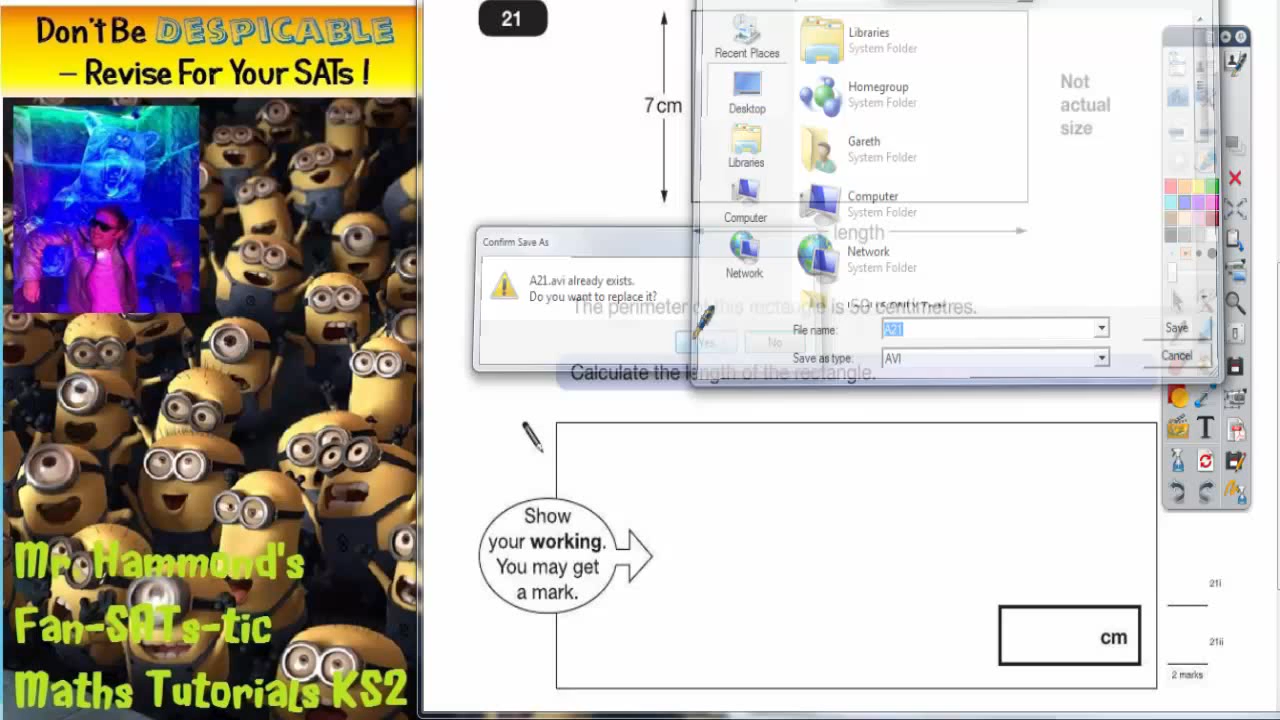 Don't Be DESPICABLE
– Revise For Your SATs !
Mr. Hammond's
Fan-SATs-tic
Maths Tutorials KS2
21
7 cm
Not
actual
size
length
The perimeter of this rectangle is 50 centimetres.
Calculate the length of the rectangle.
Show
your working.
You may get
a mark.
cm
21i
21ii
2 marks
Recent Places
Desktop
Libraries
Computer
Network
Libraries
System Folder
Homegroup
System Folder
Gareth
System Folder
Computer
System Folder
Network
System Folder
File name:
A21
Save
Save as type:
AVI
Cancel
Confirm Save As
A21.avi already exists.
Do you want to replace it?
Yes
No
T